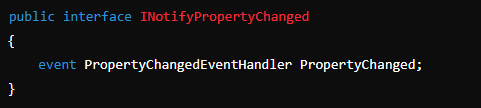 public interface INotifyPropertyChanged
{
    event PropertyChangedEventHandler PropertyChanged;
}